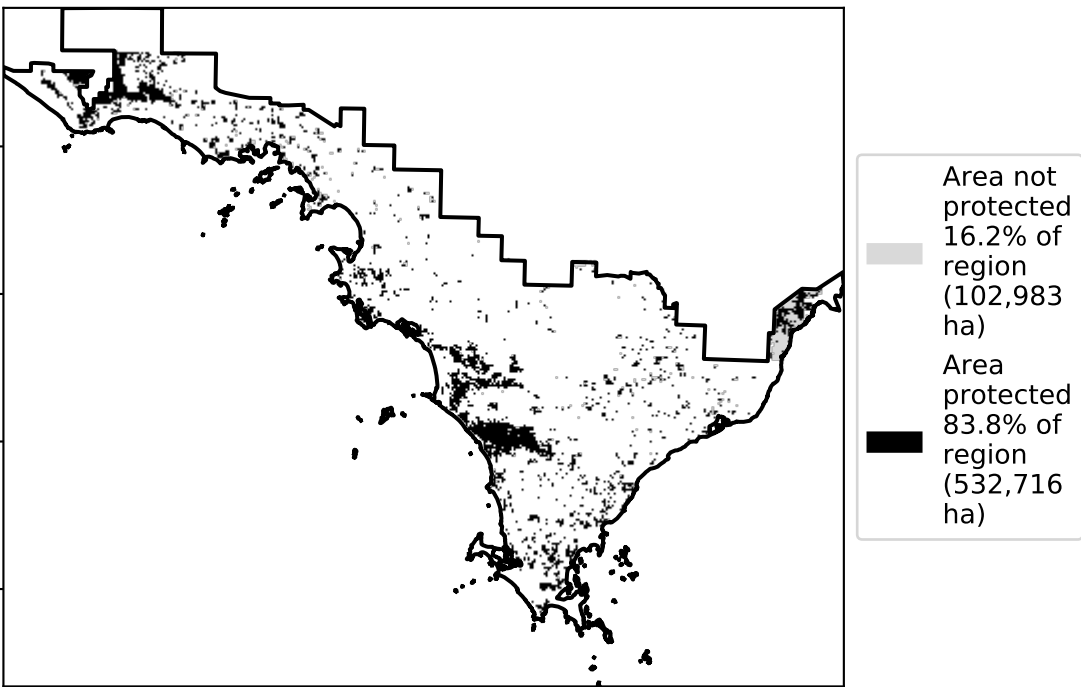 Area not
protected
16.2% of
region
(102,983
ha)
Area
protected
83.8% of
region
(532,716
ha)